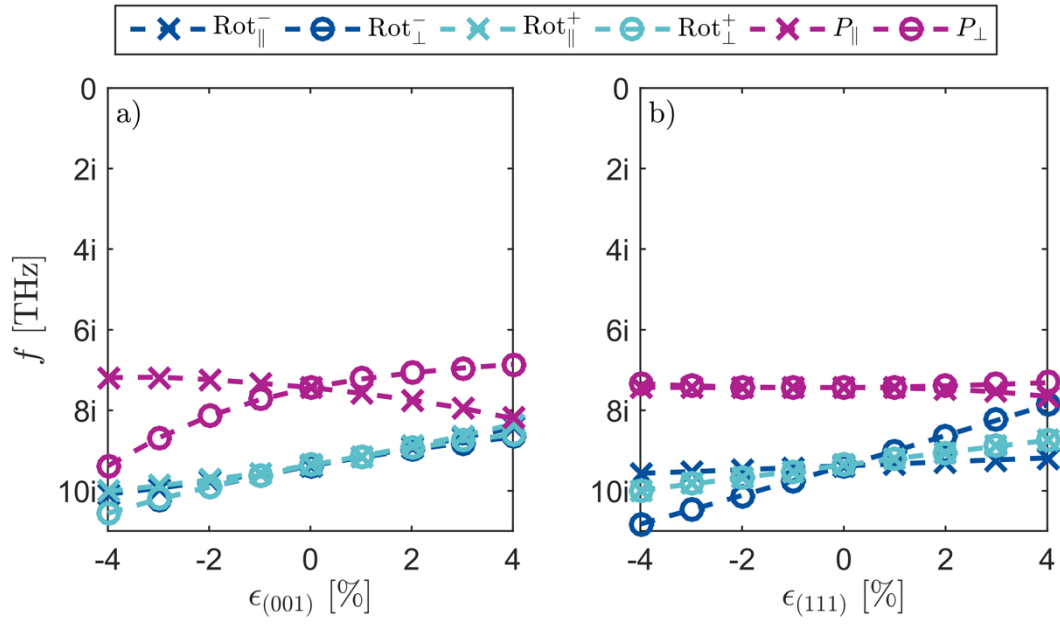 Rot∥⁻ Rot⊥⁻ Rot∥⁺ Rot⊥⁺ P∥ P⊥
a) b)
0 0
2i 2i
4i 4i
6i 6i
8i 8i
10i 10i
f [THz]
-4 -2 0 2 4 -4 -2 0 2 4
ϵ(001) [%] ϵ(111) [%]